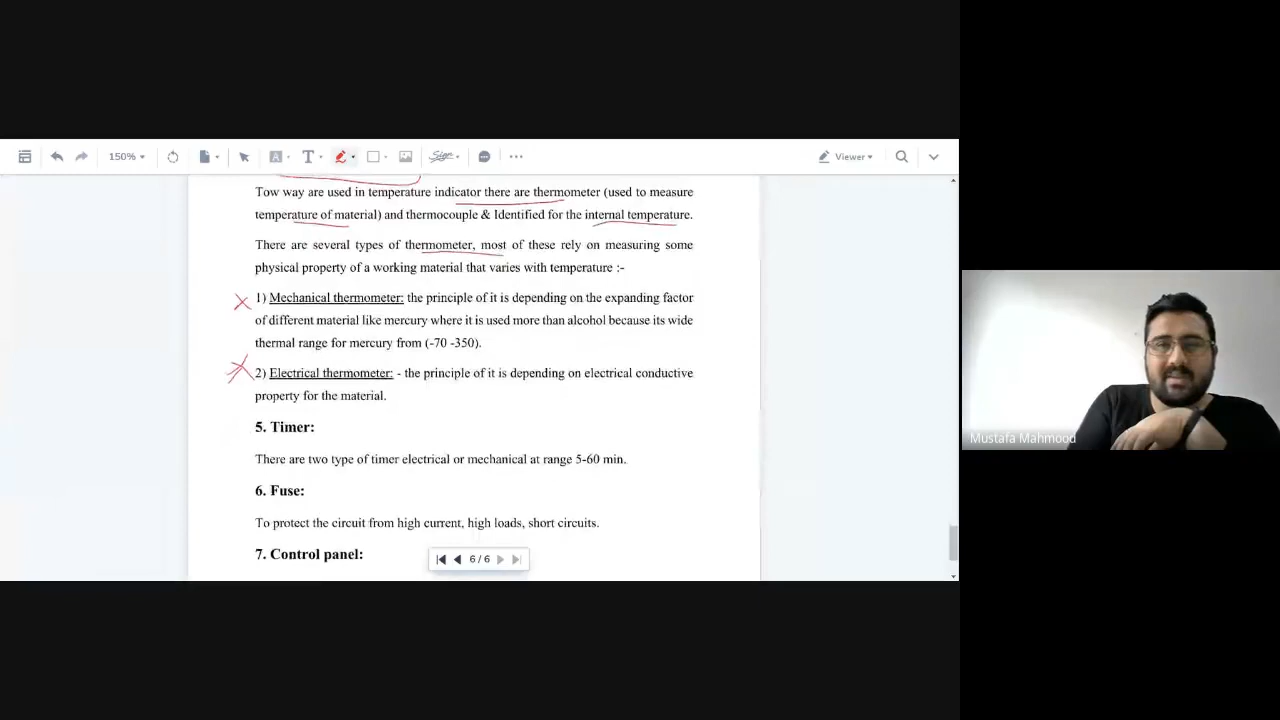 150%
T
Sign
Viewer
Tow way are used in temperature indicator there are thermometer (used to measure
temperature of material) and thermocouple & Identified for the internal temperature.
There are several types of thermometer, most of these rely on measuring some
physical property of a working material that varies with temperature :-
1) Mechanical thermometer: the principle of it is depending on the expanding factor
of different material like mercury where it is used more than alcohol because its wide
thermal range for mercury from (-70 -350).
2) Electrical thermometer: - the principle of it is depending on electrical conductive
property for the material.
5. Timer:
There are two type of timer electrical or mechanical at range 5-60 min.
6. Fuse:
To protect the circuit from high current, high loads, short circuits.
7. Control panel:
6 / 6
Mustafa Mahmood